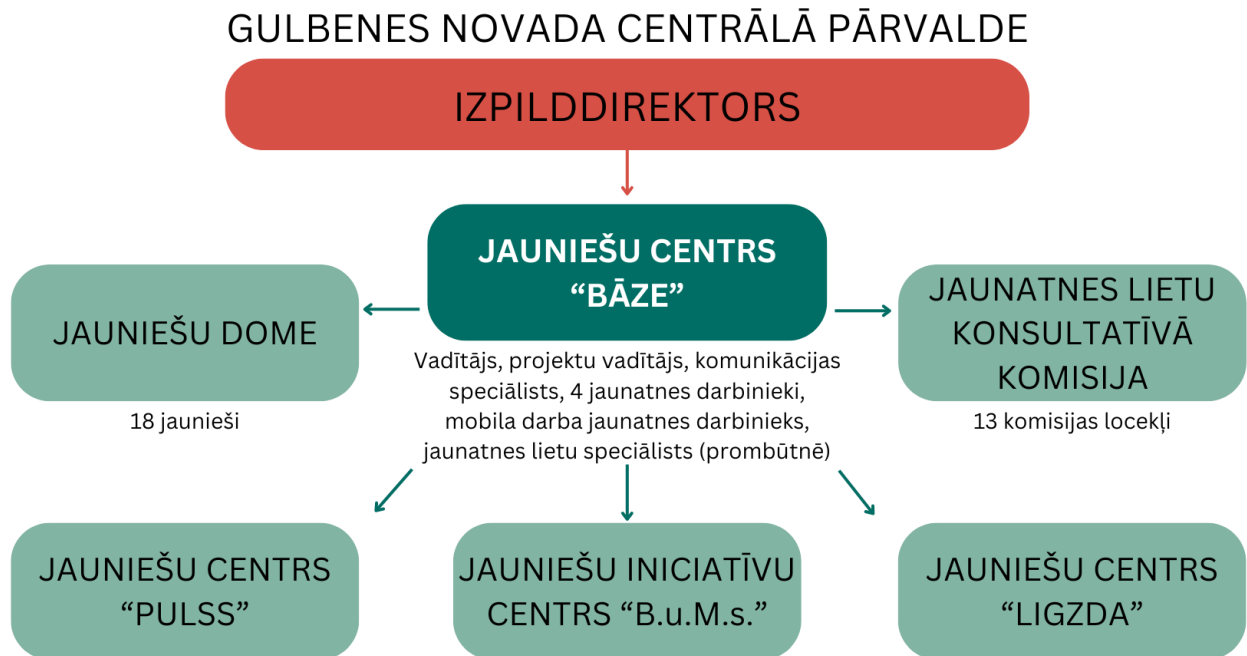 GULBENES NOVADA CENTRĀLĀ PĀRVALDE
IZPILDDIREKTORS
JAUNIEŠU CENTRS
“BĀZE”
JAUNIEŠU DOME
18 jaunieši
Vadītājs, projektu vadītājs, komunikācijas
speciālists, 4 jaunatnes darbinieki,
mobila darba jaunatnes darbinieks,
jaunatnes lietu speciālists (prombūtnē)
JAUNATNES LIETU
KONSULTATĪVĀ
KOMISIJA
13 komisijas locekļi
JAUNIEŠU CENTRS
“PULSS”
JAUNIEŠU INICIATĪVU
CENTRS “B.u.M.s.”
JAUNIEŠU CENTRS
“LIGZDA”